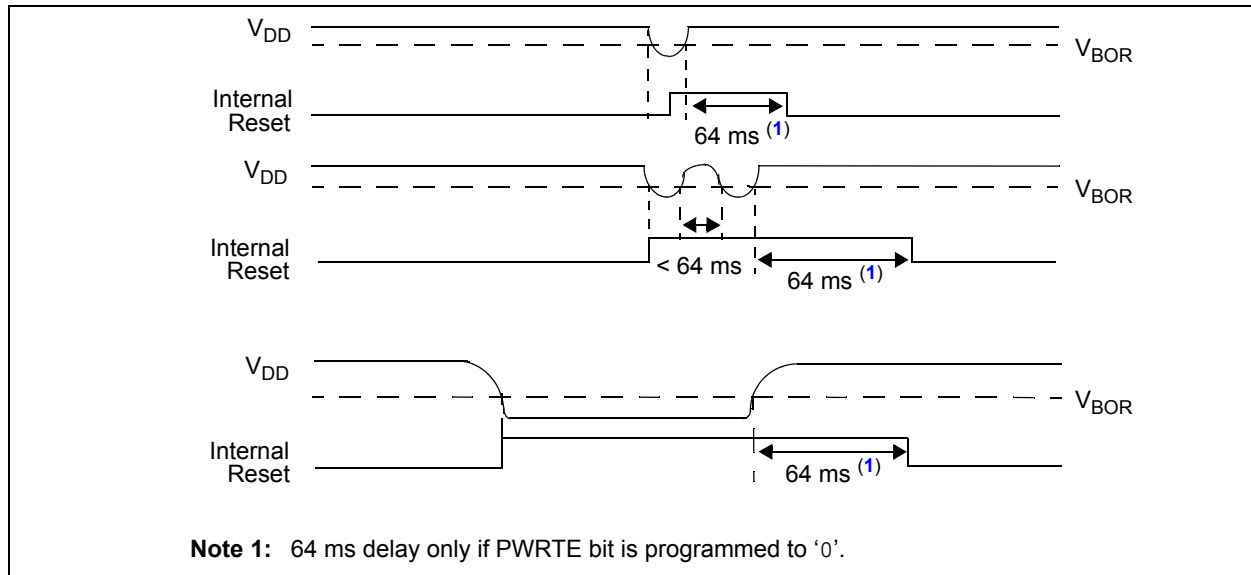 VDD
VBOR
Internal
Reset
64 ms (1)
VDD
VBOR
Internal
Reset
< 64 ms
64 ms (1)
VDD
VBOR
Internal
Reset
64 ms (1)
Note 1: 64 ms delay only if PWRTE bit is programmed to ‘0’.